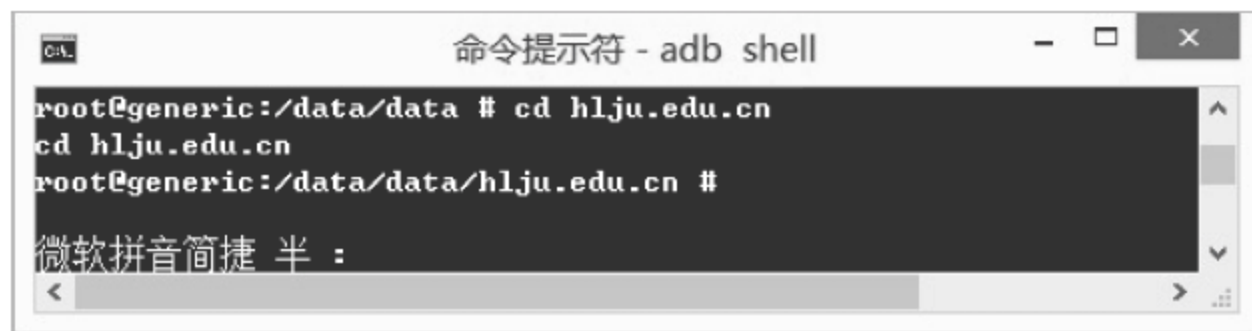 命令提示符 - adb shell
root@generic:/data/data # cd hlju.edu.cn
cd hlju.edu.cn
root@generic:/data/data/hlju.edu.cn #
微软拼音简捷 半 :